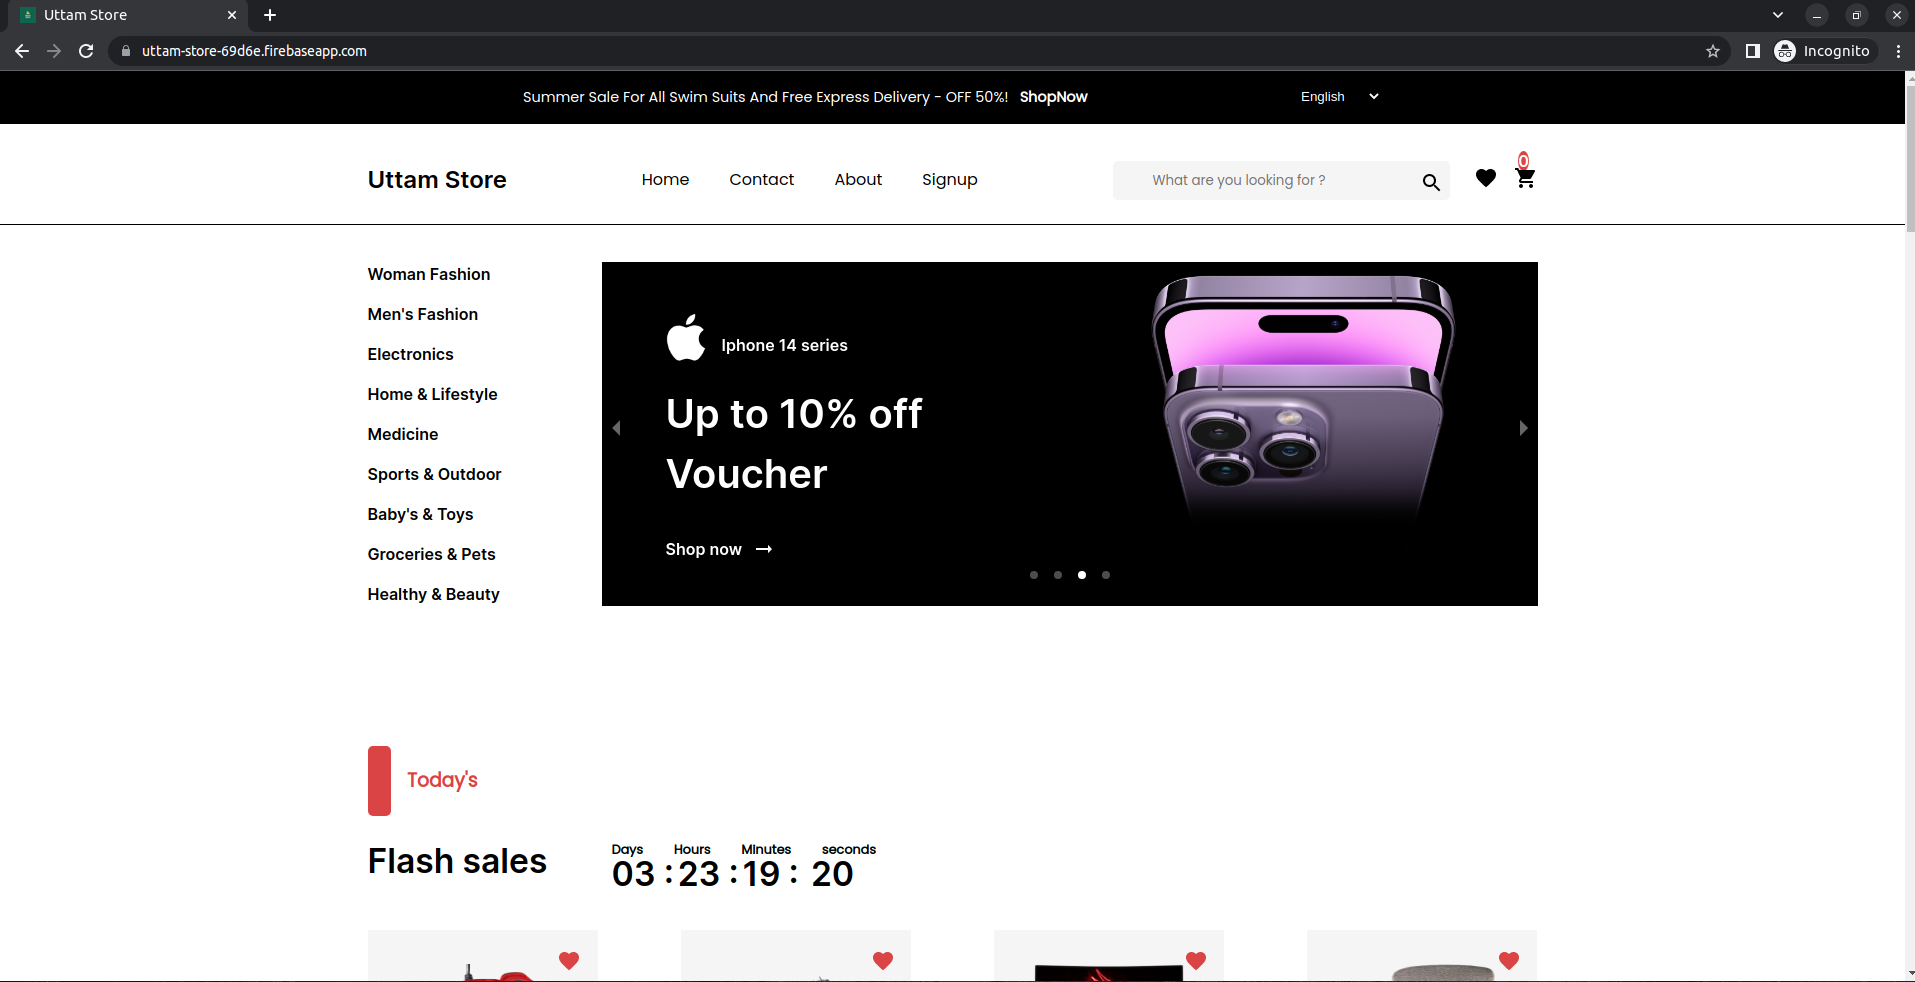 Uttam Store
uttam-store-69d6e.firebaseapp.com
Incognito
Summer Sale For All Swim Suits And Free Express Delivery - OFF 50%! ShopNow
English
Uttam Store
Home Contact About Signup
What are you looking for ?
0
Woman Fashion
Men's Fashion
Electronics
Home & Lifestyle
Medicine
Sports & Outdoor
Baby's & Toys
Groceries & Pets
Healthy & Beauty
Iphone 14 series
Up to 10% off
Voucher
Shop now
Today's
Flash sales
Days Hours Minutes seconds
03 : 23 : 19 : 20